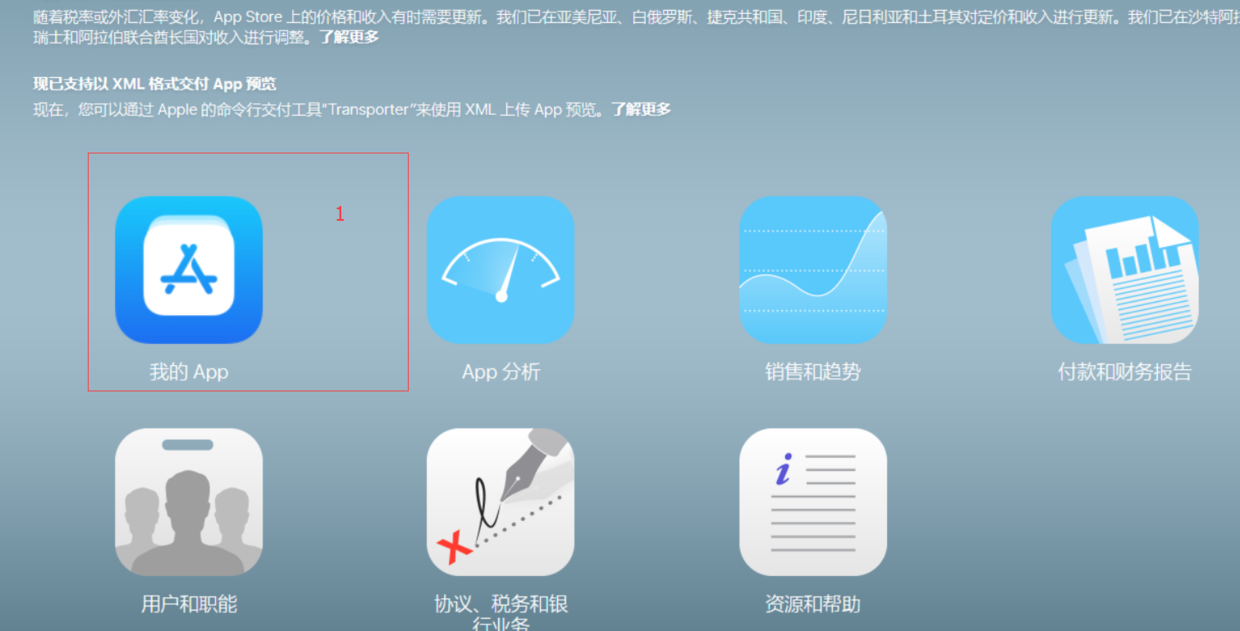 随着税率或外汇汇率变化，App Store 上的价格和收入有时需要更新。我们已在亚美尼亚、白俄罗斯、捷克共和国、印度、尼日利亚和土耳其对定价和收入进行更新。我们已在沙特阿拉
瑞士和阿拉伯联合酋长国对收入进行调整。了解更多
现已支持以 XML 格式交付 App 预览
现在，您可以通过 Apple 的命令行交付工具“Transporter”来使用 XML 上传 App 预览。了解更多
1
我的 App
App 分析
销售和趋势
付款和财务报告
用户和职能
协议、税务和银
行业务
资源和帮助